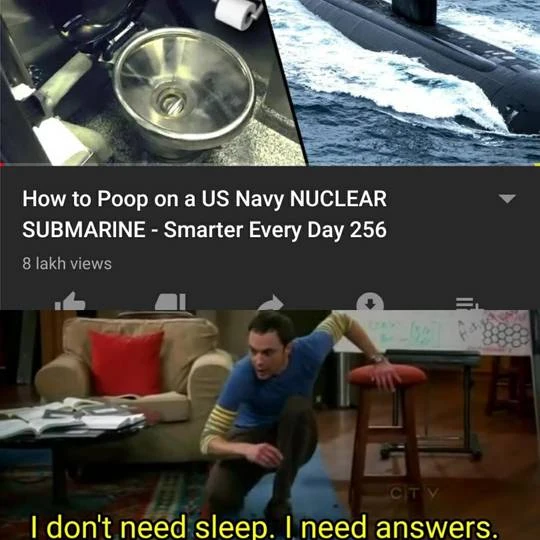 How to Poop on a US Navy NUCLEAR
SUBMARINE - Smarter Every Day 256
8 lakh views
CTV
I don't need sleep. I need answers.